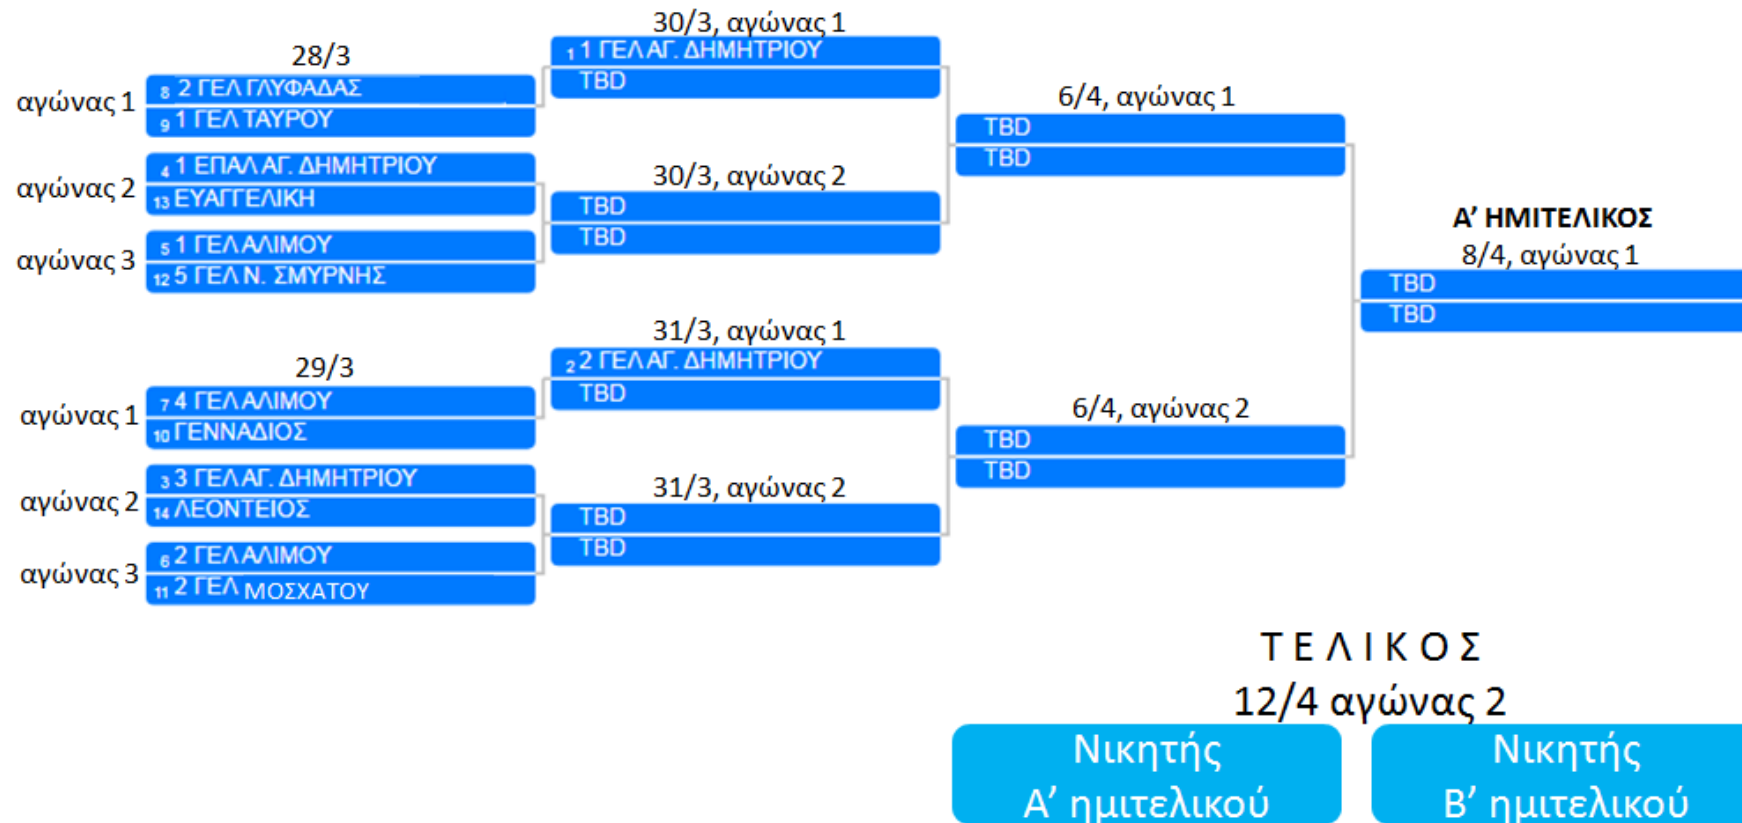 28/3
αγώνας 1
8 2 ΓΕΛ ΓΛΥΦΑΔΑΣ
9 1 ΓΕΛ ΤΑΥΡΟΥ
αγώνας 2
4 1 ΕΠΑΛ ΑΓ. ΔΗΜΗΤΡΙΟΥ
13 ΕΥΑΓΓΕΛΙΚΗ
αγώνας 3
5 1 ΓΕΛ ΑΛΙΜΟΥ
12 5 ΓΕΛ Ν. ΣΜΥΡΝΗΣ
29/3
αγώνας 1
7 4 ΓΕΛ ΑΛΙΜΟΥ
10 ΓΕΝΝΑΔΙΟΣ
αγώνας 2
3 3 ΓΕΛ ΑΓ. ΔΗΜΗΤΡΙΟΥ
14 ΛΕΟΝΤΕΙΟΣ
αγώνας 3
6 2 ΓΕΛ ΑΛΙΜΟΥ
11 2 ΓΕΛ ΜΟΣΧΑΤΟΥ
30/3, αγώνας 1
1 1 ΓΕΛ ΑΓ. ΔΗΜΗΤΡΙΟΥ
TBD
30/3, αγώνας 2
TBD
TBD
31/3, αγώνας 1
2 2 ΓΕΛ ΑΓ. ΔΗΜΗΤΡΙΟΥ
TBD
31/3, αγώνας 2
TBD
TBD
6/4, αγώνας 1
TBD
TBD
6/4, αγώνας 2
TBD
TBD
Α’ ΗΜΙΤΕΛΙΚΟΣ
8/4, αγώνας 1
TBD
TBD
Τ Ε Λ Ι Κ Ο Σ
12/4 αγώνας 2
Νικητής
Α’ ημιτελικού
Νικητής
Β’ ημιτελικού